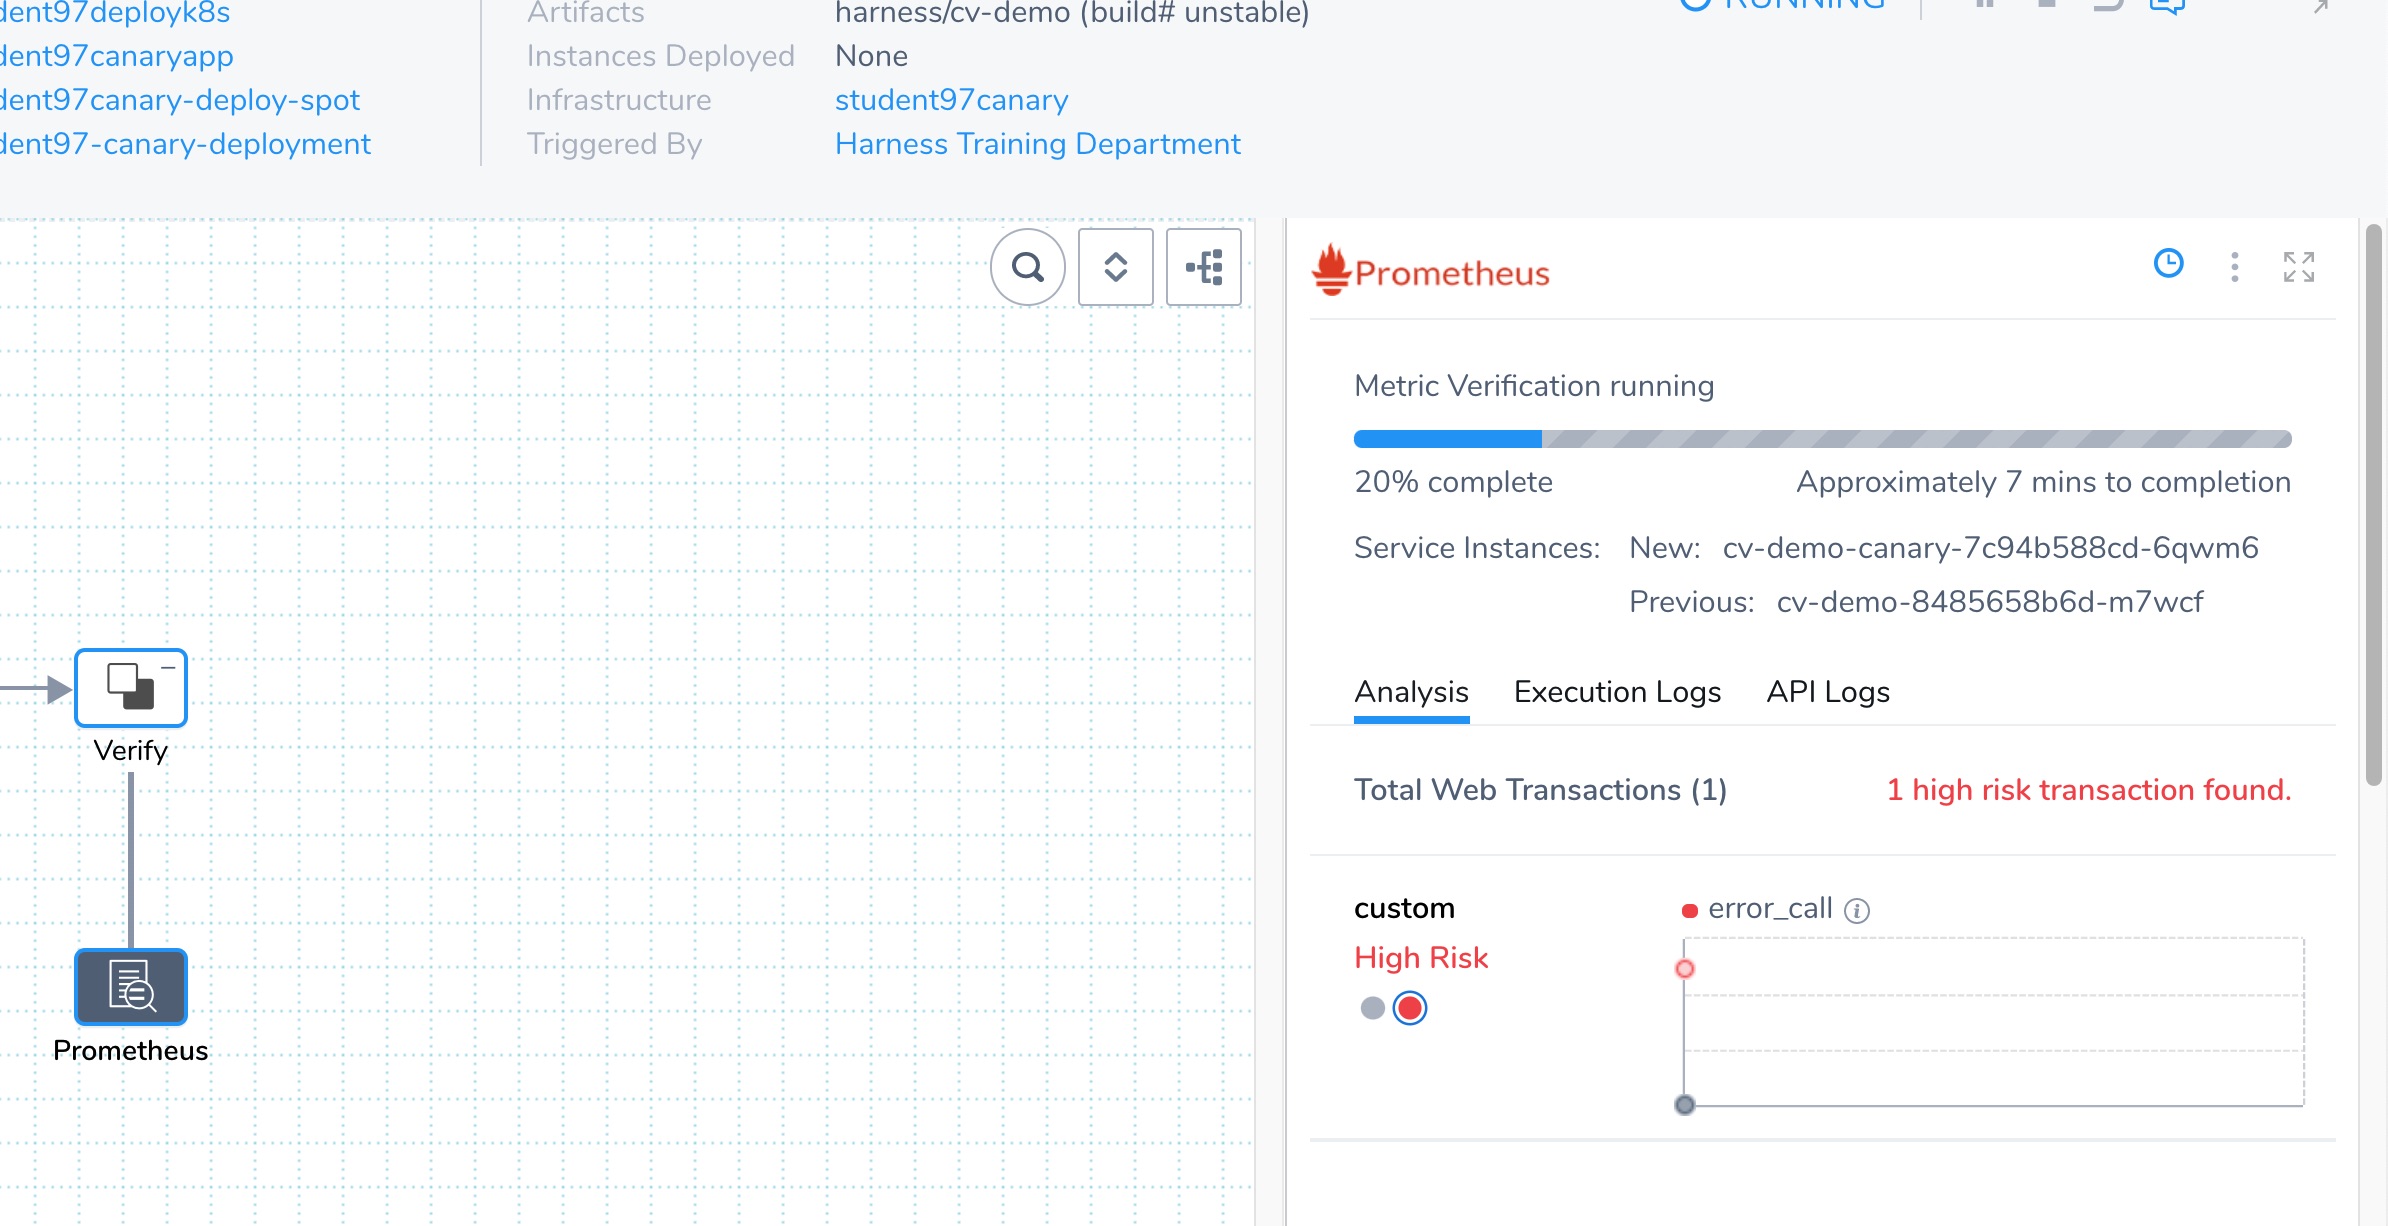 dent97deployk8s
dent97canaryapp
dent97canary-deploy-spot
dent97-canary-deployment
Artifacts harness/cv-demo (build# unstable)
Instances Deployed None
Infrastructure student97canary
Triggered By Harness Training Department
RUNNING
Prometheus
Metric Verification running
20% complete Approximately 7 mins to completion
Service Instances: New: cv-demo-canary-7c94b588cd-6qwm6
Previous: cv-demo-8485658b6d-m7wcf
Analysis Execution Logs API Logs
Total Web Transactions (1) 1 high risk transaction found.
custom error_call
High Risk
Verify
Prometheus